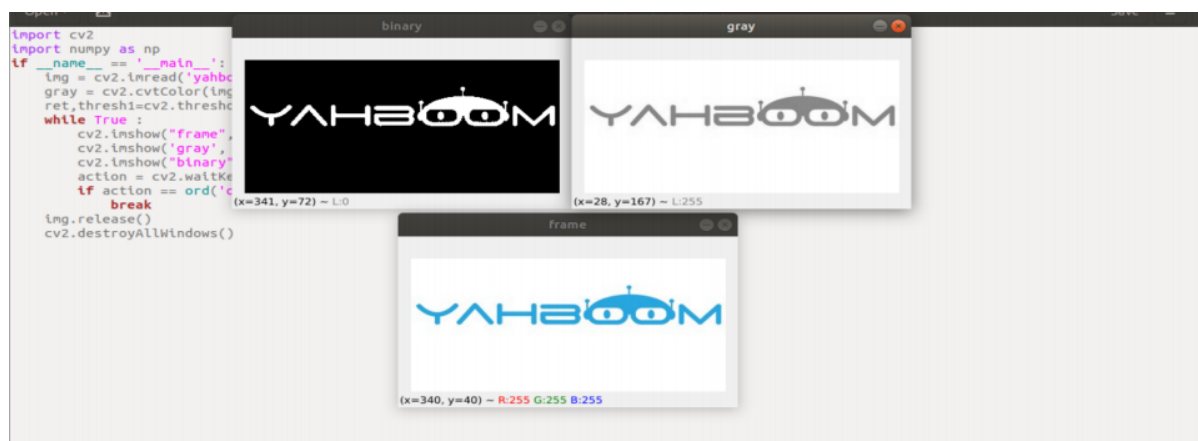 Open
Save
import cv2
import numpy as np
if __name__ == '__main__':
img = cv2.imread('yahbo
gray = cv2.cvtColor(img
ret,thresh1=cv2.thresho
while True :
cv2.imshow("frame",
cv2.imshow('gray',
cv2.imshow("binary"
action = cv2.waitKe
if action == ord('
break
img.release()
cv2.destroyAllWindows()
binary
YAHBOOM
(x=341, y=72) ~ L:0
gray
YAHBOOM
(x=28, y=167) ~ L:255
frame
YAHBOOM
(x=340, y=40) ~ R:255 G:255 B:255